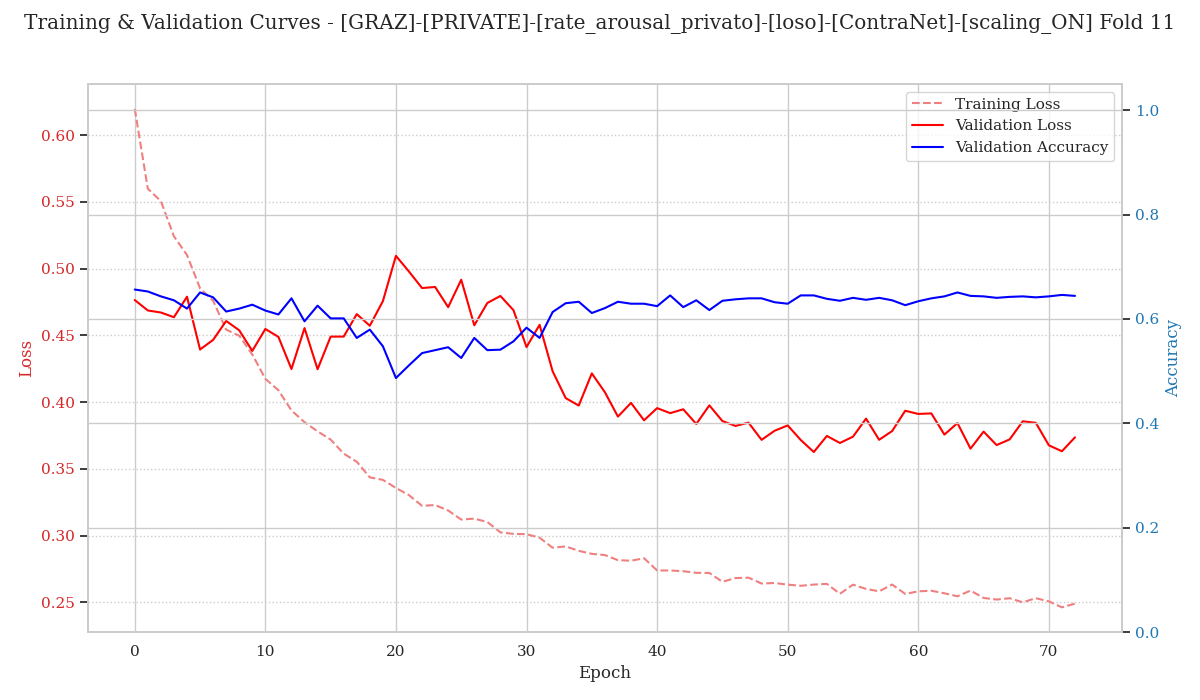 Training & Validation Curves - [GRAZ]-[PRIVATE]-[rate_arousal_privato]-[loso]-[ContraNet]-[scaling_ON] Fold 11
Training Loss
Validation Loss
Validation Accuracy
0.60
0.55
0.50
0.45
0.40
0.35
0.30
0.25
Loss
1.0
0.8
0.6
0.4
0.2
0.0
Accuracy
0 10 20 30 40 50 60 70
Epoch